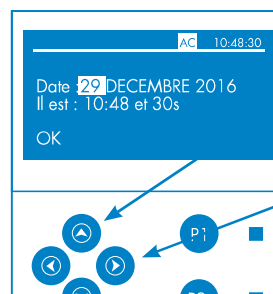 AC 10:48:30
Date : 29 DECEMBRE 2016
Il est : 10:48 et 30s
OK
P1